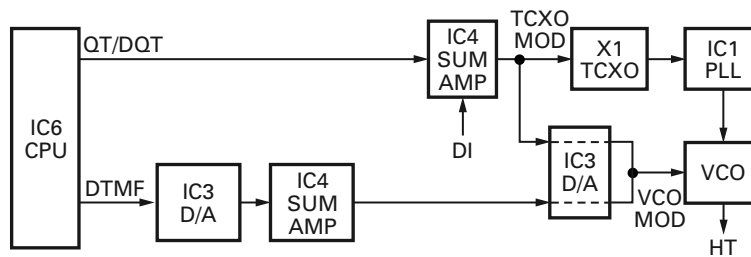 QT/DQT
IC4
SUM
AMP
TCXO
MOD
X1
TCXO
IC1
PLL
IC6
CPU
DI
DTMF
IC3
D/A
IC4
SUM
AMP
IC3
D/A
VCO
MOD
VCO
HT